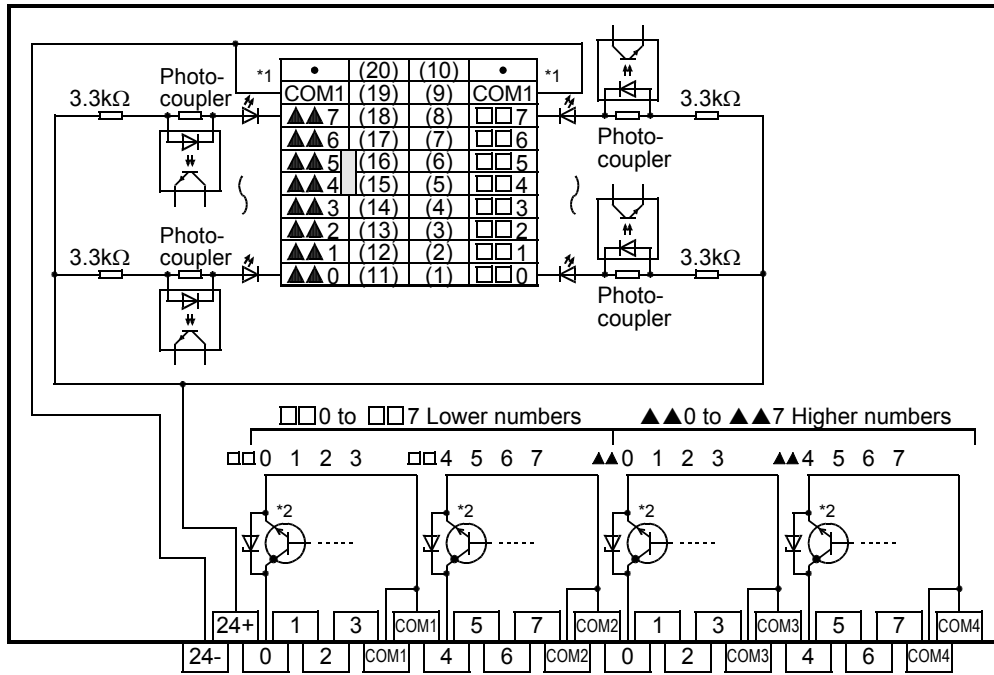 *1 • (20) (10) • *1
COM1 (19) (9) COM1
▲▲7 (18) (8) □□7
▲▲6 (17) (7) □□6
▲▲5 (16) (6) □□5
▲▲4 (15) (5) □□4
▲▲3 (14) (4) □□3
▲▲2 (13) (3) □□2
▲▲1 (12) (2) □□1
▲▲0 (11) (1) □□0
Photo-
coupler
3.3kΩ
Photo-
coupler
3.3kΩ
3.3kΩ
Photo-
coupler
3.3kΩ
Photo-
coupler
□□0 to □□7 Lower numbers ▲▲0 to ▲▲7 Higher numbers
□□0 1 2 3 □□4 5 6 7 ▲▲0 1 2 3 ▲▲4 5 6 7
*2 *2 *2 *2
24+ 1 3 COM1 5 7 COM2 1 3 COM3 5 7 COM4
24- 0 2 COM1 4 6 COM2 0 2 COM3 4 6 COM4